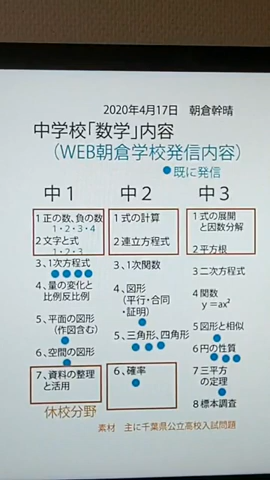 2020年4月17日　朝倉幹晴
中学校「数学」内容
（WEB朝倉学校発信内容）
●既に発信
中1
1 正の数、負の数
1・2・3・4
2 文字と式
1・2・3
3、1次方程式
4、量の変化と
比例反比例
5、平面の図形
（作図含む）
6、空間の図形
7、資料の整理
と活用
休校分野
中2
1 式の計算
2 連立方程式
3、1次関数
4、図形
（平行・合同
・証明）
5、三角形、四角形
6、確率
中3
1 式の展開
と因数分解
2 平方根
3 二次方程式
4 関数
y＝ax²
5 図形と相似
6 円の性質
7 三平方
の定理
8 標本調査
素材　主に千葉県公立高校入試問題